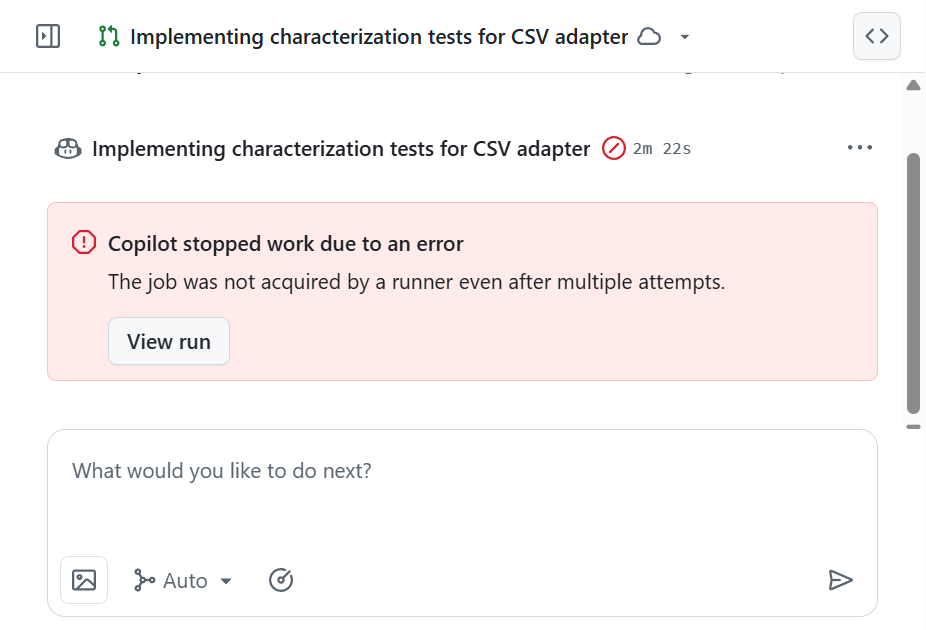 Implementing characterization tests for CSV adapter
Implementing characterization tests for CSV adapter 2m 22s
Copilot stopped work due to an error
The job was not acquired by a runner even after multiple attempts.
View run
What would you like to do next?
Auto